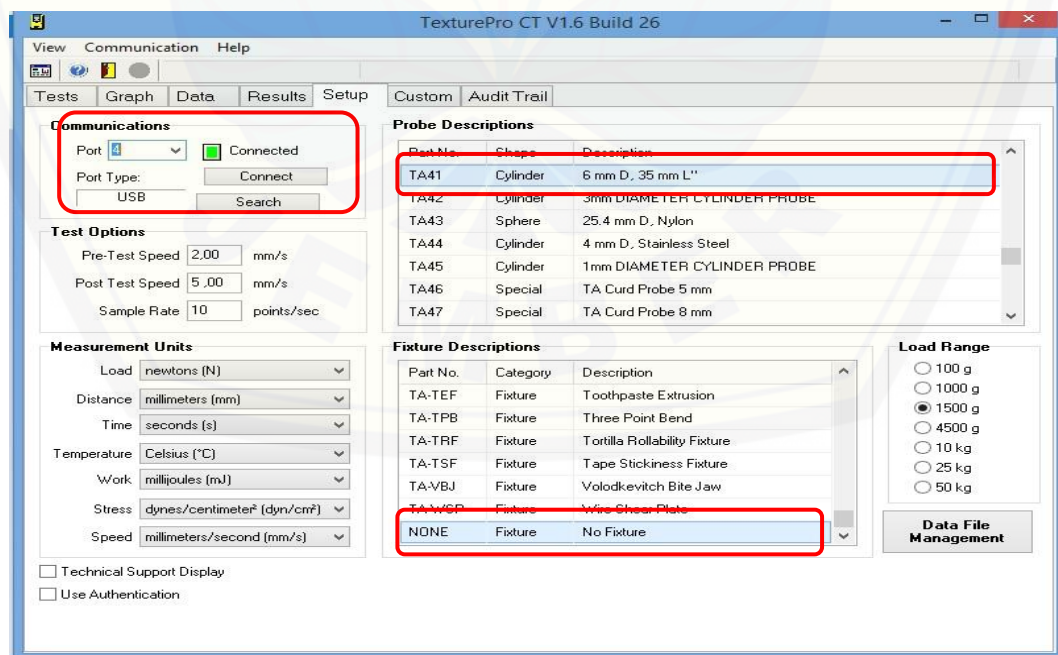 TexturePro CT V1.6 Build 26
View Communication Help
Tests Graph Data Results Setup Custom Audit Trail
Communications
Port 4 Connected
Port Type: Connect
USB Search
Test Options
Pre-Test Speed 2,00 mm/s
Post Test Speed 5,00 mm/s
Sample Rate 10 points/sec
Measurement Units
Load newtons (N)
Distance millimeters (mm)
Time seconds (s)
Temperature Celsius (°C)
Work millijoules (mJ)
Stress dynes/centimeter² (dyn/cm²)
Speed millimeters/second (mm/s)
Technical Support Display
Use Authentication
Probe Descriptions
Part No. Shape Description
TA41 Cylinder 6 mm D, 35 mm L"
TA42 Cylinder 3mm DIAMETER CYLINDER PROBE
TA43 Sphere 25.4 mm D, Nylon
TA44 Cylinder 4 mm D, Stainless Steel
TA45 Cylinder 1mm DIAMETER CYLINDER PROBE
TA46 Special TA Curd Probe 5 mm
TA47 Special TA Curd Probe 8 mm
Fixture Descriptions
Part No. Category Description
TA-TEF Fixture Toothpaste Extrusion
TA-TPB Fixture Three Point Bend
TA-TRF Fixture Tortilla Rollability Fixture
TA-TSF Fixture Tape Stickiness Fixture
TA-VBJ Fixture Volodkevitch Bite Jaw
TA-WSP Fixture Wire Shear Plate
NONE Fixture No Fixture
Load Range
100 g
1000 g
1500 g
4500 g
10 kg
25 kg
50 kg
Data File
Management